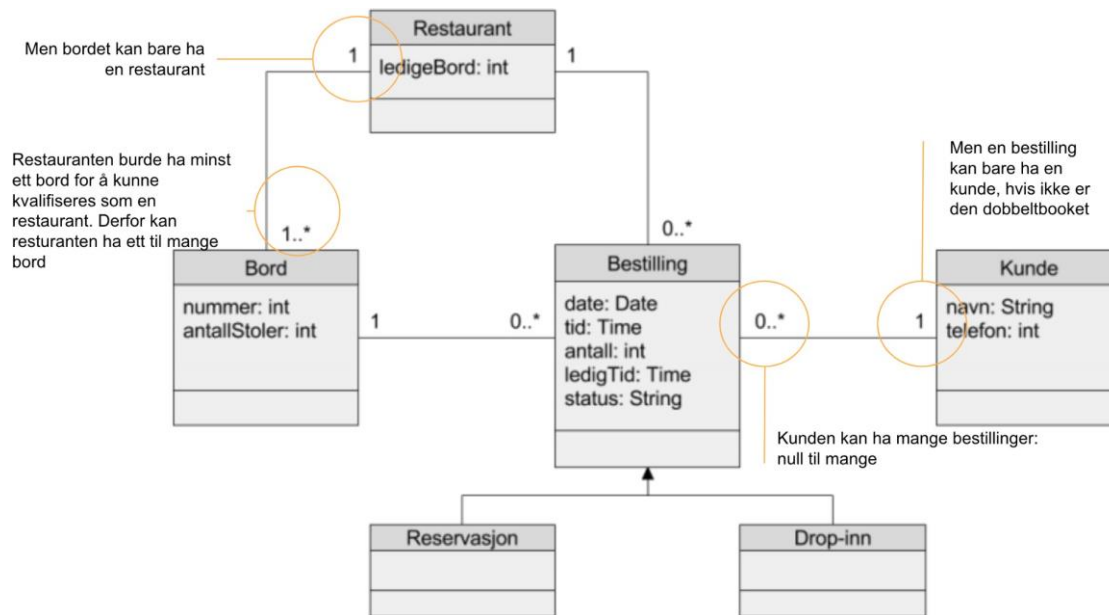 Men bordet kan bare ha
en restaurant
1
Restaurant
ledigeBord: int
1
Restauranten burde ha minst
ett bord for å kunne
kvalifiseres som en
restaurant. Derfor kan
resturanten ha ett til mange
bord
1..*
0..*
Men en bestilling
kan bare ha en
kunde, hvis ikke er
den dobbeltbooket
Bord
nummer: int
antallStoler: int
1
0..*
Bestilling
date: Date
tid: Time
antall: int
ledigTid: Time
status: String
0..*
1
Kunde
navn: String
telefon: int
Kunden kan ha mange bestillinger:
null til mange
Reservasjon
Drop-inn